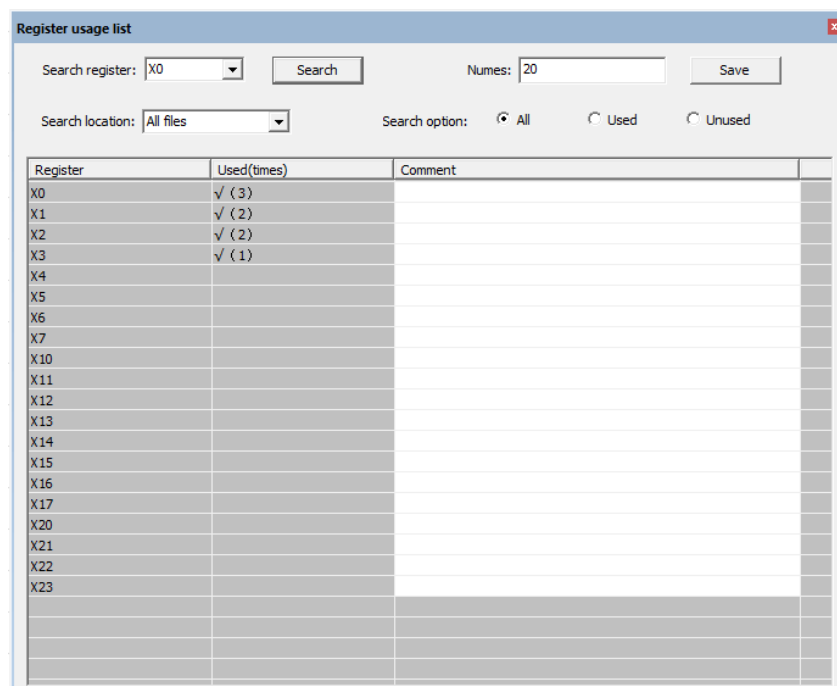 Register usage list
Search register: X0 Search Numes: 20 Save
Search location: All files Search option: All Used Unused
Register Used(times) Comment
X0 √ (3)
X1 √ (2)
X2 √ (2)
X3 √ (1)
X4
X5
X6
X7
X10
X11
X12
X13
X14
X15
X16
X17
X20
X21
X22
X23